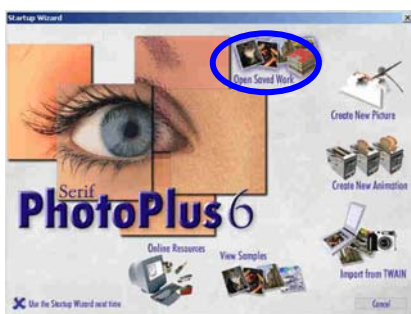 Startup Wizard
Open Saved Work
Create New Picture
Create New Animation
Serif
PhotoPlus 6
Online Resources
View Samples
Import from TWAIN
Use the Startup Wizard next time
Cancel